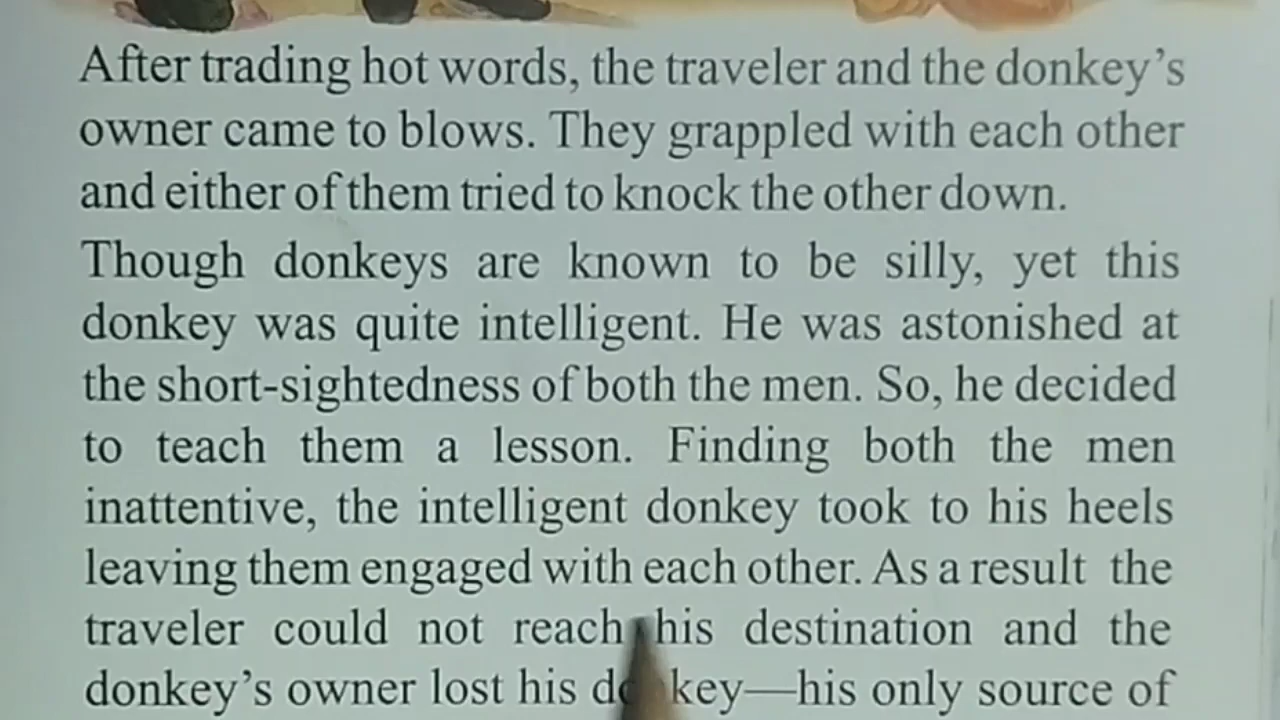 After trading hot words, the traveler and the donkey's
owner came to blows. They grappled with each other
and either of them tried to knock the other down.
Though donkeys are known to be silly, yet this
donkey was quite intelligent. He was astonished at
the short-sightedness of both the men. So, he decided
to teach them a lesson. Finding both the men
inattentive, the intelligent donkey took to his heels
leaving them engaged with each other. As a result the
traveler could not reach his destination and the
donkey's owner lost his donkey—his only source of